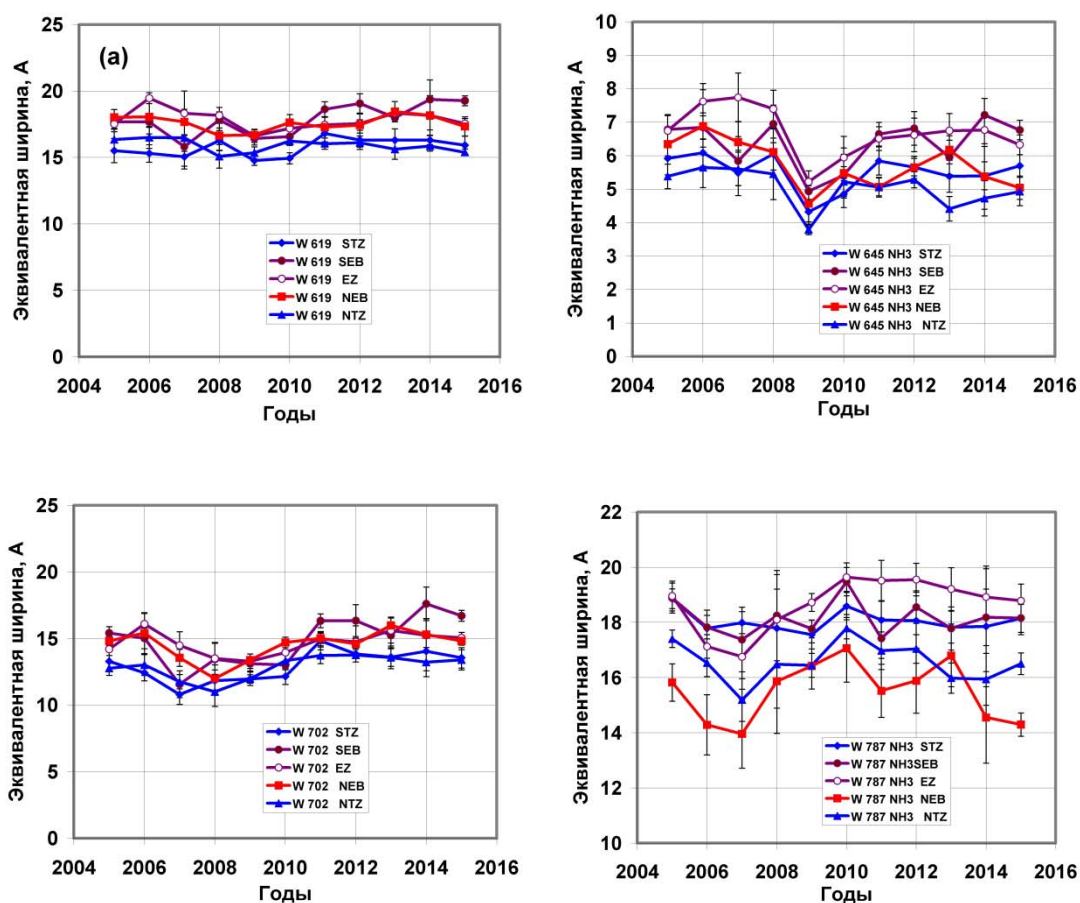 Эквивалентная ширина, А
25
20
15
10
5
0
(a)
W 619 STZ
W 619 SEB
W 619 EZ
W 619 NEB
W 619 NTZ
2004 2006 2008 2010 2012 2014 2016
Годы
Эквивалентная ширина, А
10
9
8
7
6
5
4
3
2
1
0
W 645 NH3 STZ
W 645 NH3 SEB
W 645 NH3 EZ
W 645 NH3 NEB
W 645 NH3 NTZ
2004 2006 2008 2010 2012 2014 2016
Годы
Эквивалентная ширина, А
25
20
15
10
5
0
W 702 STZ
W 702 SEB
W 702 EZ
W 702 NEB
W 702 NTZ
2004 2006 2008 2010 2012 2014 2016
Годы
Эквивалентная ширина, А
22
20
18
16
14
12
10
W 787 NH3 STZ
W 787 NH3SEB
W 787 NH3 EZ
W 787 NH3 NEB
W 787 NH3 NTZ
2004 2006 2008 2010 2012 2014 2016
Годы